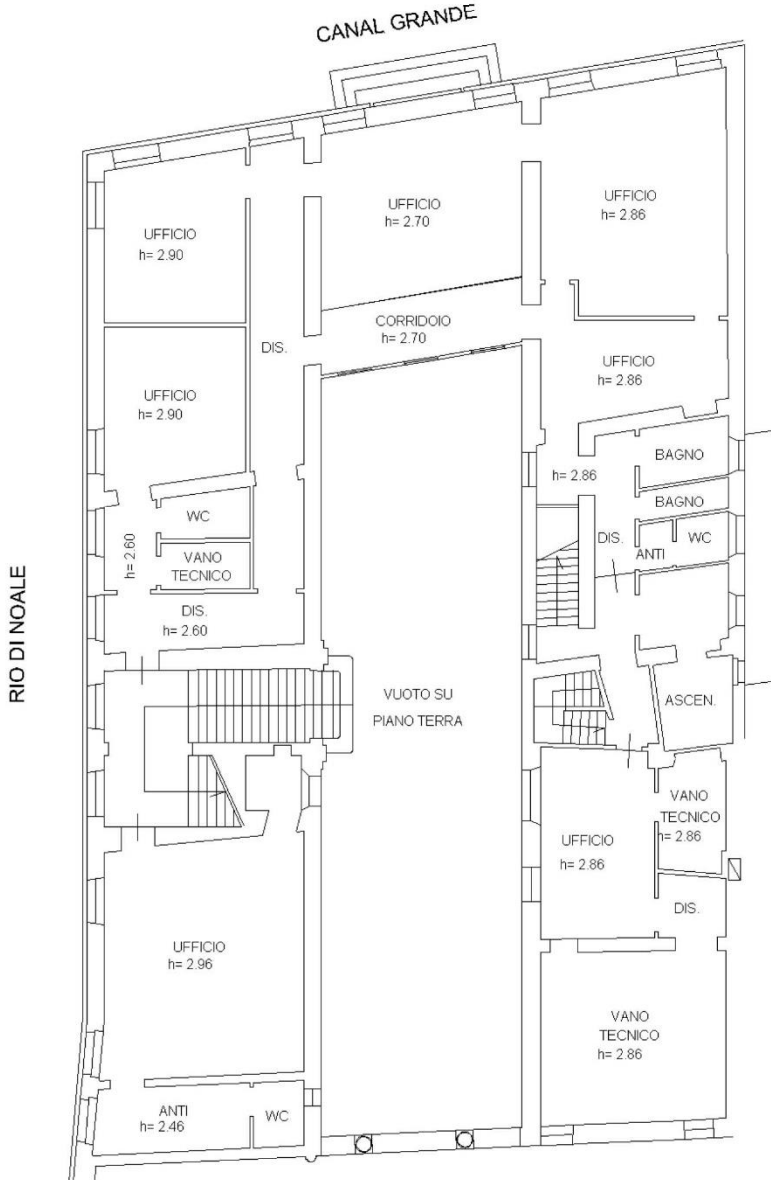 CANAL GRANDE
UFFICIO
h= 2.90
UFFICIO
h= 2.70
UFFICIO
h= 2.86
CORRIDOIO
h= 2.70
DIS.
UFFICIO
h= 2.86
UFFICIO
h= 2.90
BAGNO
h= 2.86
BAGNO
WC
DIS.
ANTI
WC
h= 2.60
VANO
TECNICO
DIS.
h= 2.60
RIO DI NOALE
VUOTO SU
PIANO TERRA
ASCEN.
VANO
TECNICO
h= 2.86
UFFICIO
h= 2.86
DIS.
UFFICIO
h= 2.96
VANO
TECNICO
h= 2.86
ANTI
h= 2.46
WC